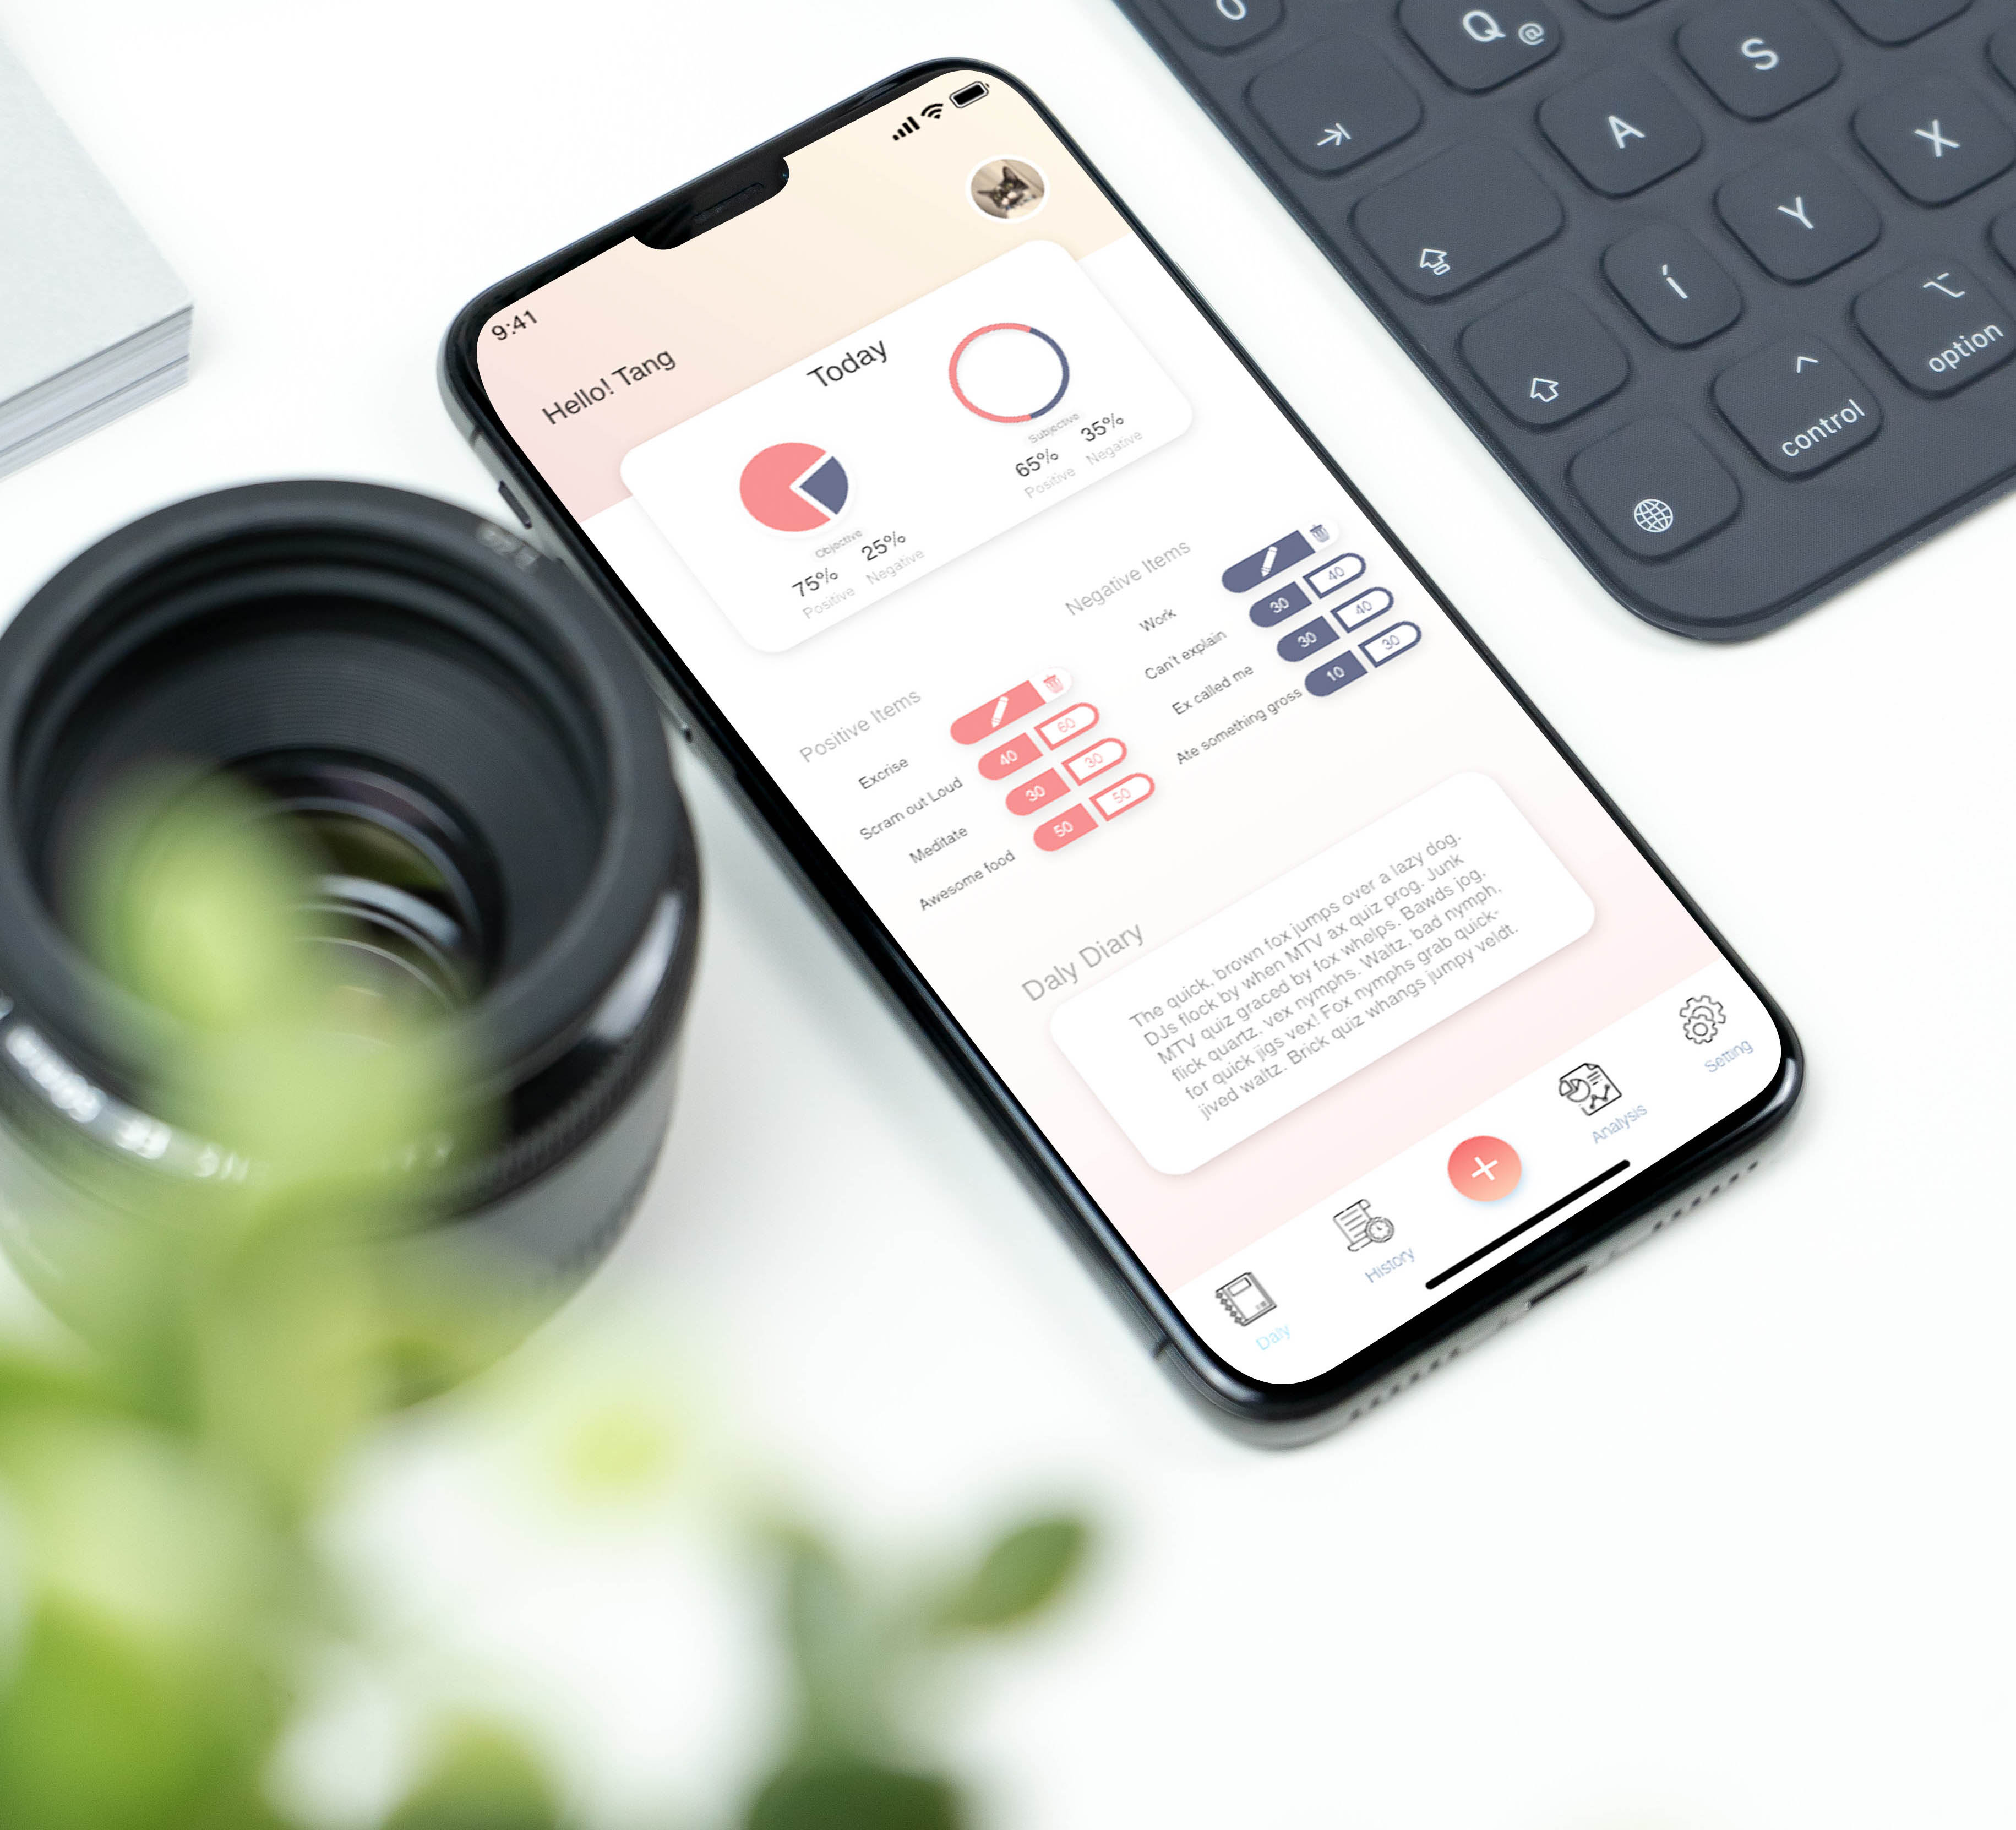 9:41
Hello! Tang
Today
Objective
75% 25%
Positive Negative
Subjective
65% 35%
Positive Negative
Positive Items
Excrise
Scram out Loud 40 60
Meditate 30 30
Awesome food 50 50
Negative Items
Work
Can't explain 30 40
Ex called me 30 40
Ate something gross 10 30
Daly Diary
The quick, brown fox jumps over a lazy dog.
DJs flock by when MTV ax quiz prog. Junk
MTV quiz graced by fox whelps. Bawds jog,
flick quartz, vex nymphs. Waltz, bad nymph,
for quick jigs vex! Fox nymphs grab quick-
jived waltz. Brick quiz whangs jumpy veldt.
Daly
History
+
Analysis
Setting
Q @
S
A
X
Y
Í
option
control